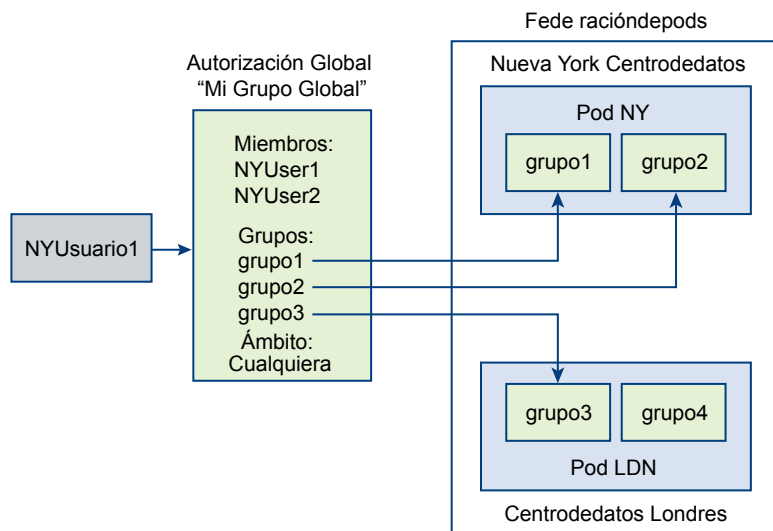 Fede racióndepods
Autorización Global
“Mi Grupo Global”
Nueva York Centrodedatos
Pod NY
grupo1
grupo2
Miembros:
NYUser1
NYUser2
NYUsuario1
Grupos:
grupo1
grupo2
grupo3
Ámbito:
Cualquiera
grupo3
grupo4
Pod LDN
Centrodedatos Londres